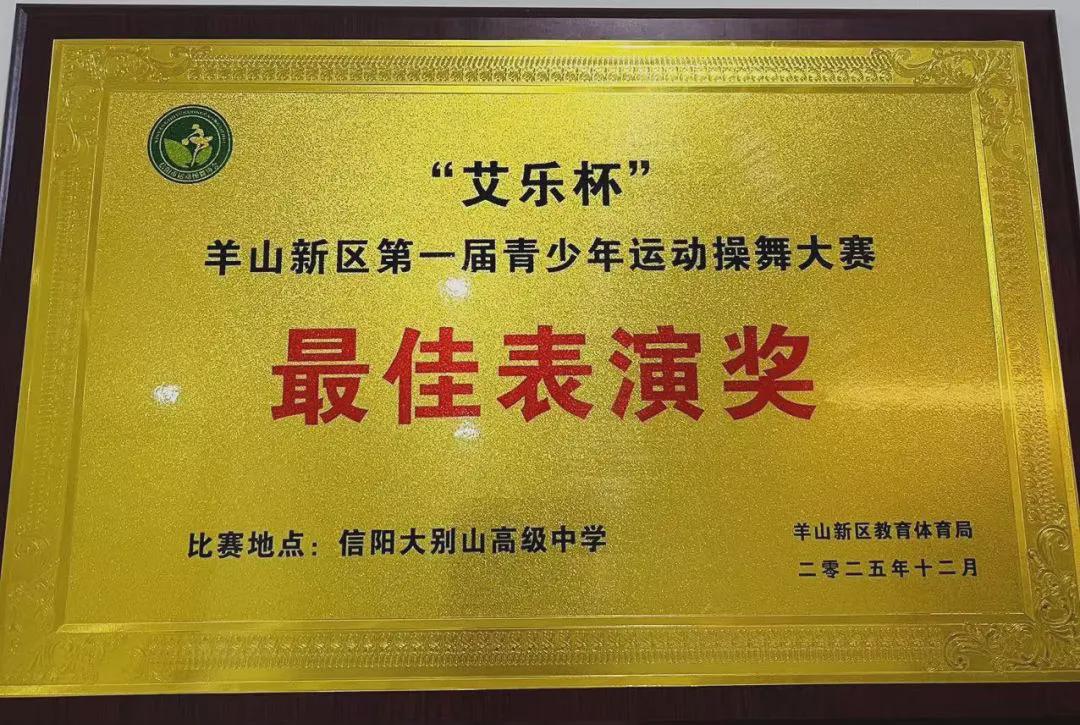 “艾乐杯”
羊山新区第一届青少年运动操舞大赛
最佳表演奖
比赛地点：信阳大别山高级中学
羊山新区教育体育局
二零二五年十二月